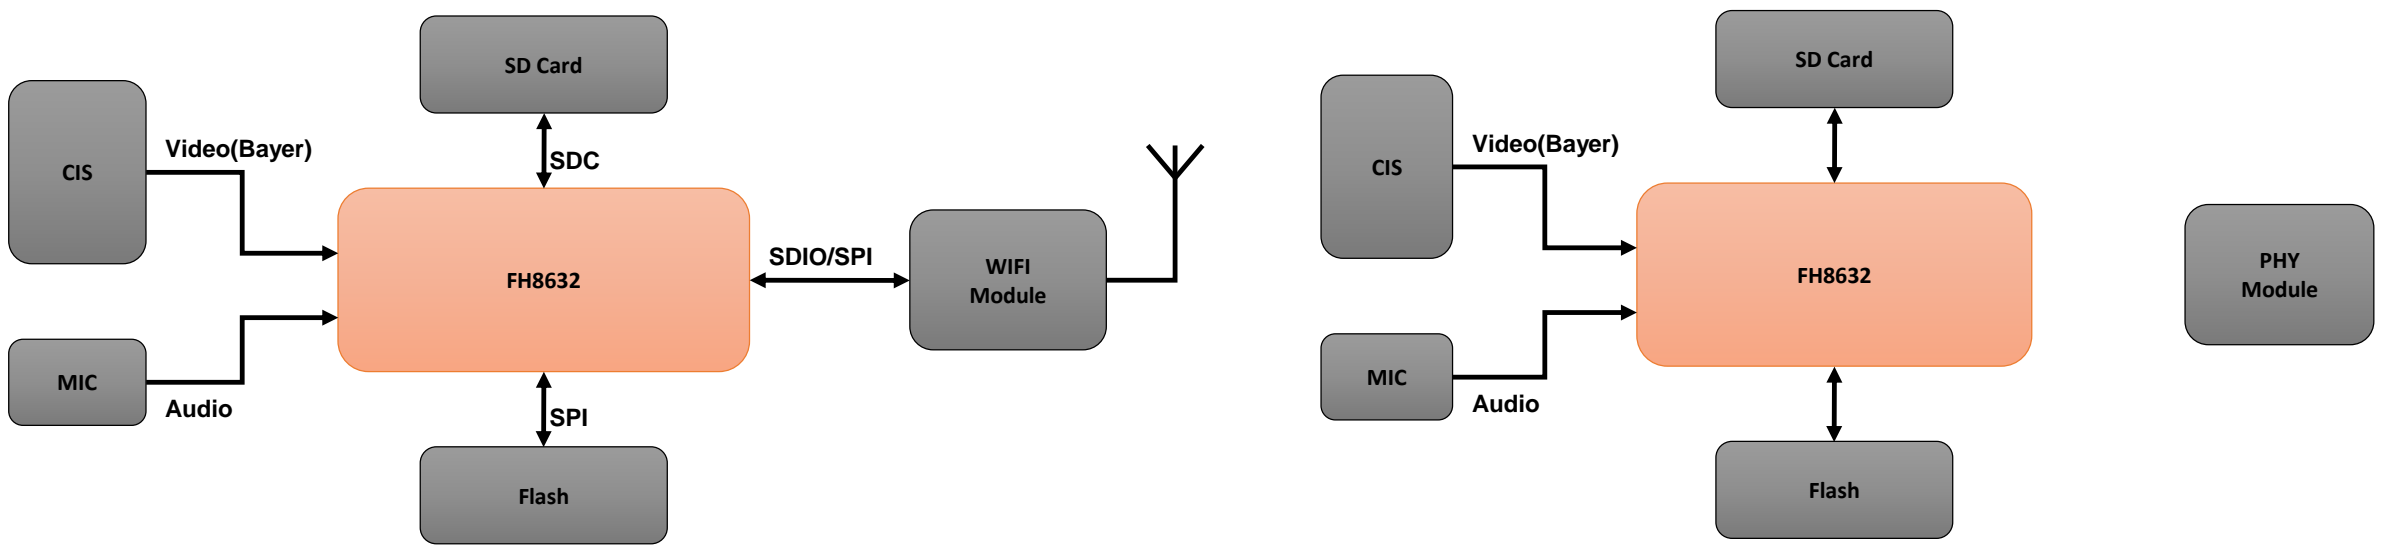 SD Card
CIS
Video(Bayer)
SDC
FH8632
SDIO/SPI
WIFI
Module
MIC
Audio
SPI
Flash
SD Card
CIS
Video(Bayer)
FH8632
PHY
Module
MIC
Audio
Flash